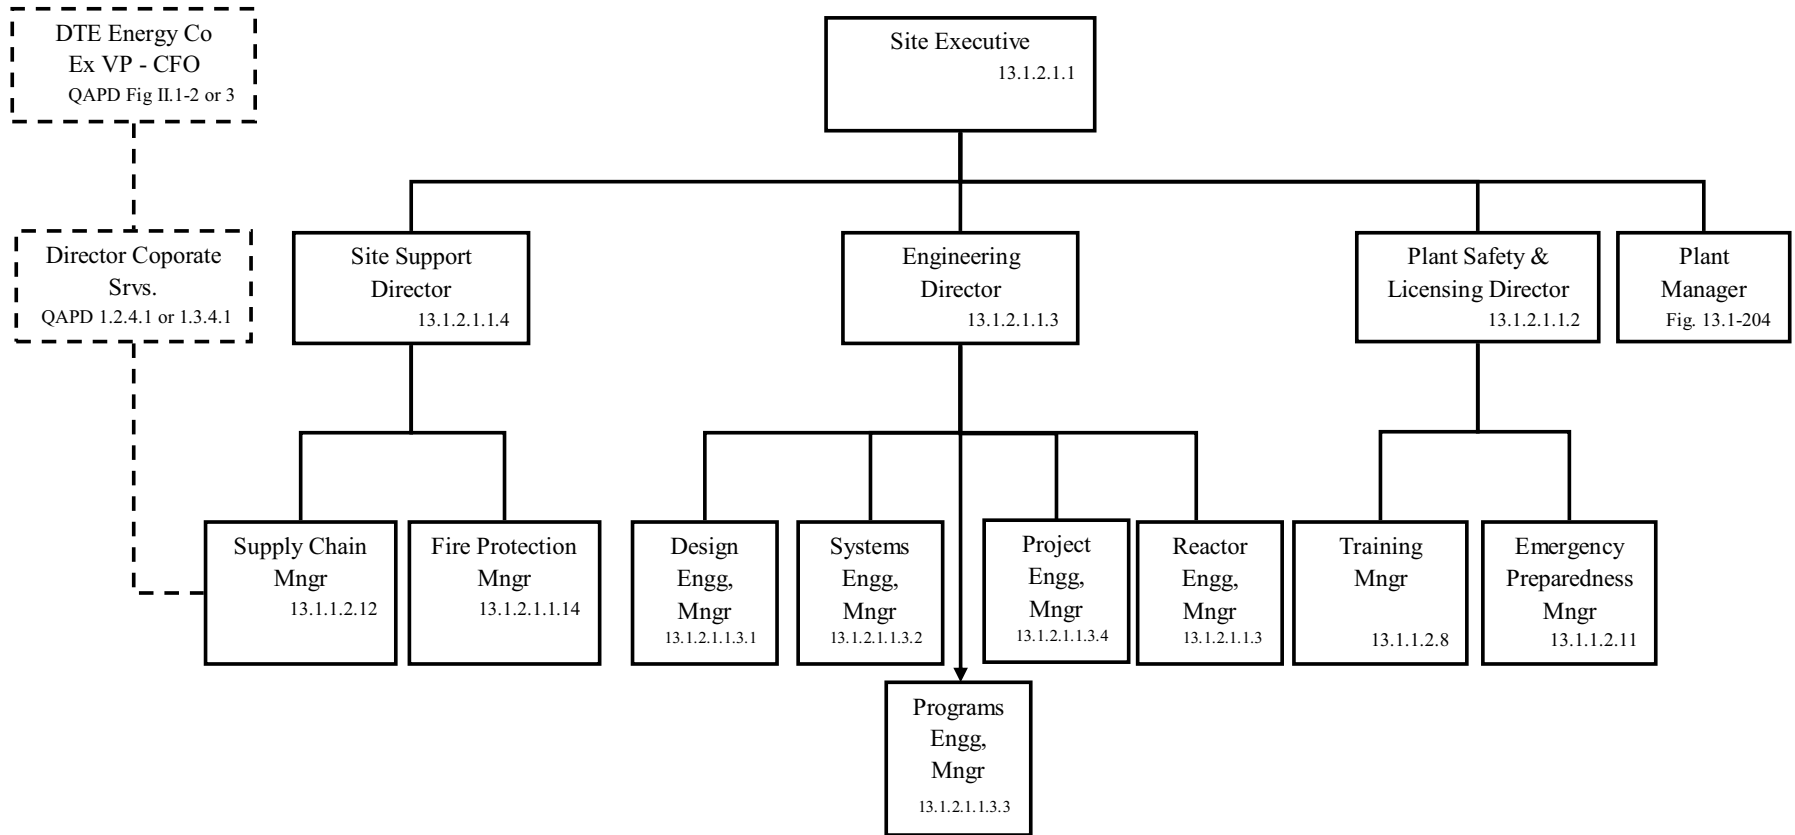 DTE Energy Co
Ex VP - CFO
QAPD Fig II.1-2 or 3
Site Executive
13.1.2.1.1
Director Coporate
Srvs.
QAPD 1.2.4.1 or 1.3.4.1
Site Support
Director
13.1.2.1.1.4
Engineering
Director
13.1.2.1.1.3
Plant Safety &
Licensing Director
13.1.2.1.1.2
Plant
Manager
Fig. 13.1-204
Supply Chain
Mngr
13.1.1.2.12
Fire Protection
Mngr
13.1.2.1.1.14
Design
Engg,
Mngr
13.1.2.1.1.3.1
Systems
Engg,
Mngr
13.1.2.1.1.3.2
Project
Engg,
Mngr
13.1.2.1.1.3.4
Reactor
Engg,
Mngr
13.1.2.1.1.3
Training
Mngr
13.1.1.2.8
Emergency
Preparedness
Mngr
13.1.1.2.11
Programs
Engg,
Mngr
13.1.2.1.1.3.3